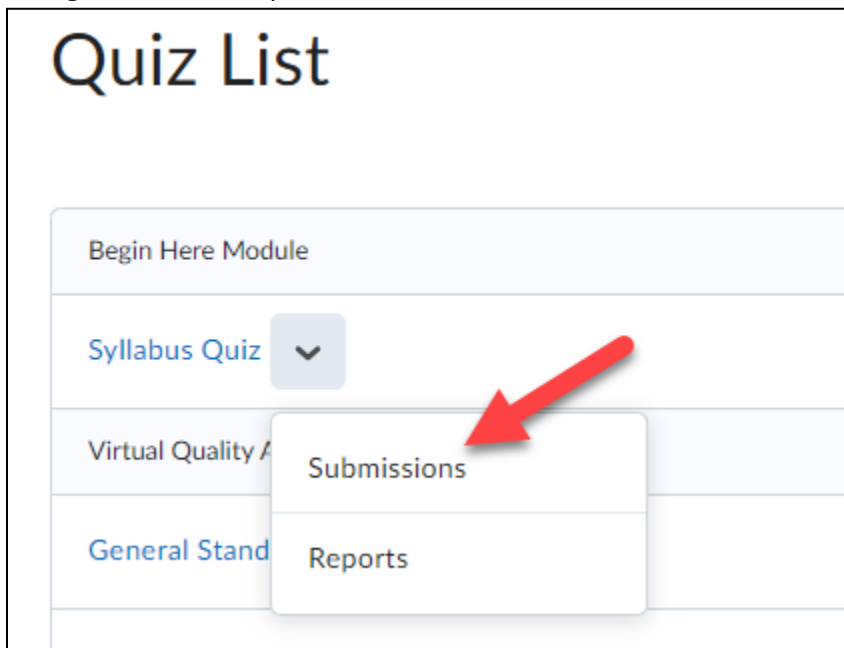 Quiz List
Begin Here Module
Syllabus Quiz
Virtual Quality
Submissions
General Stand
Reports